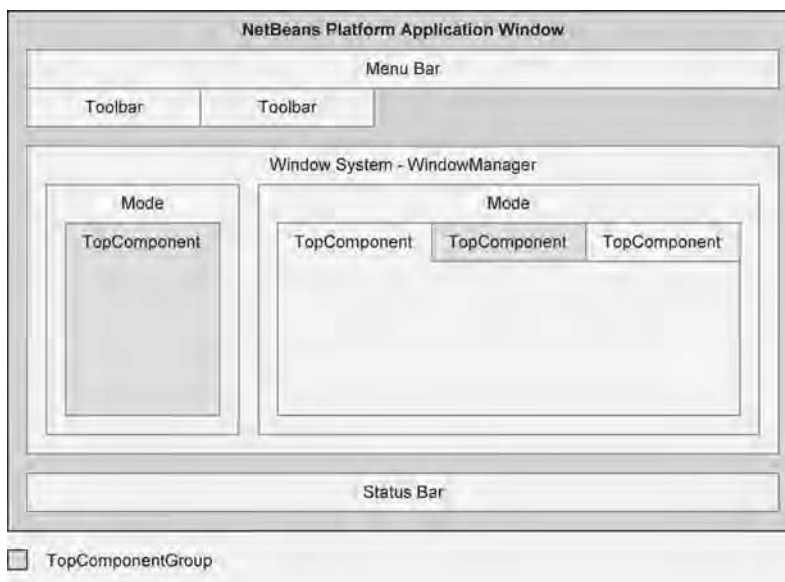 NetBeans Platform Application Window
Menu Bar
Toolbar Toolbar
Window System - WindowManager
Mode Mode
TopComponent TopComponent TopComponent TopComponent
Status Bar
TopComponentGroup